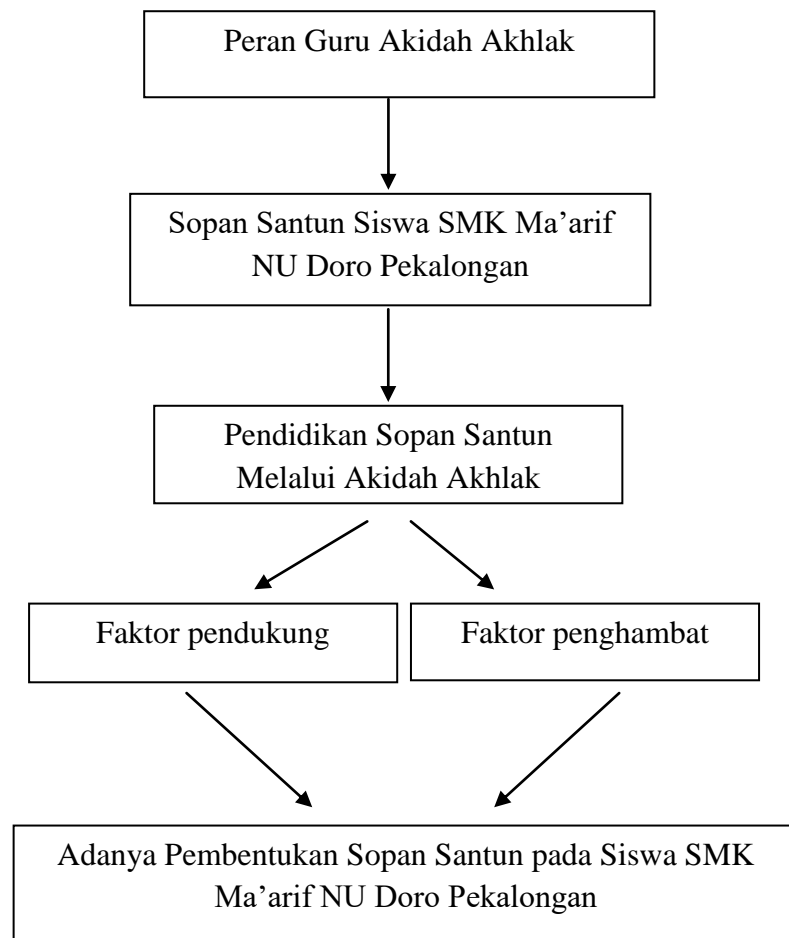 Peran Guru Akidah Akhlak
Sopan Santun Siswa SMK Ma’arif
NU Doro Pekalongan
Pendidikan Sopan Santun
Melalui Akidah Akhlak
Faktor pendukung
Faktor penghambat
Adanya Pembentukan Sopan Santun pada Siswa SMK
Ma’arif NU Doro Pekalongan